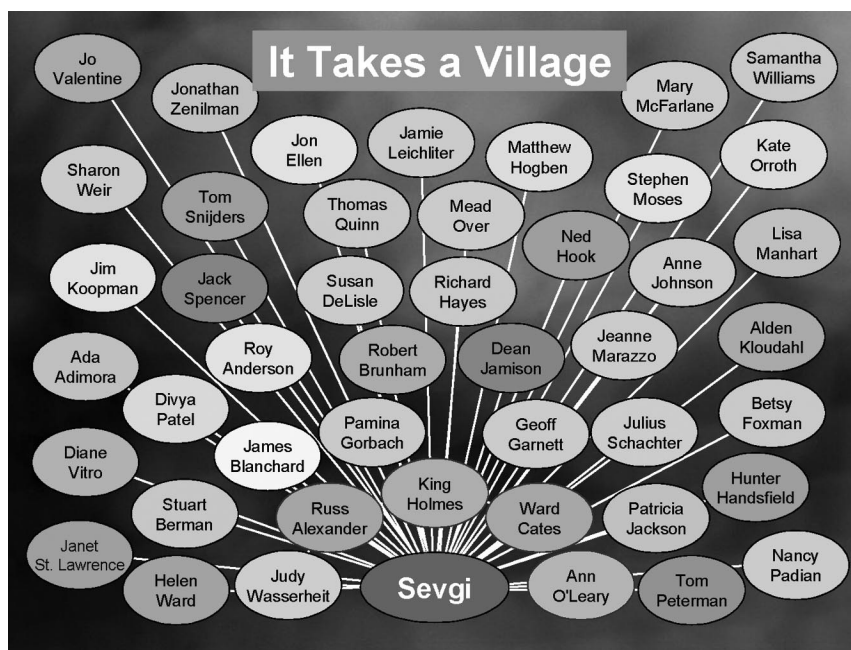 It Takes a Village
Jo
Valentine
Jonathan
Zenilman
Jon
Ellen
Jamie
Leichliter
Matthew
Hogben
Mary
McFarlane
Samantha
Williams
Sharon
Weir
Tom
Snijders
Thomas
Quinn
Mead
Over
Ned
Hook
Stephen
Moses
Kate
Orroth
Jim
Koopman
Jack
Spencer
Susan
DeLisle
Richard
Hayes
Anne
Johnson
Lisa
Manhart
Ada
Adimora
Roy
Anderson
Robert
Brunham
Dean
Jamison
Jeanne
Marazzo
Alden
Kloudahl
Divya
Patel
Pamina
Gorbach
Geoff
Garnett
Julius
Schachter
Betsy
Foxman
Diane
Vitro
James
Blanchard
King
Holmes
Hunter
Handsfield
Stuart
Berman
Russ
Alexander
Ward
Cates
Patricia
Jackson
Janet
St. Lawrence
Helen
Ward
Judy
Wasserheit
Sevgi
Ann
O'Leary
Tom
Peterman
Nancy
Padian